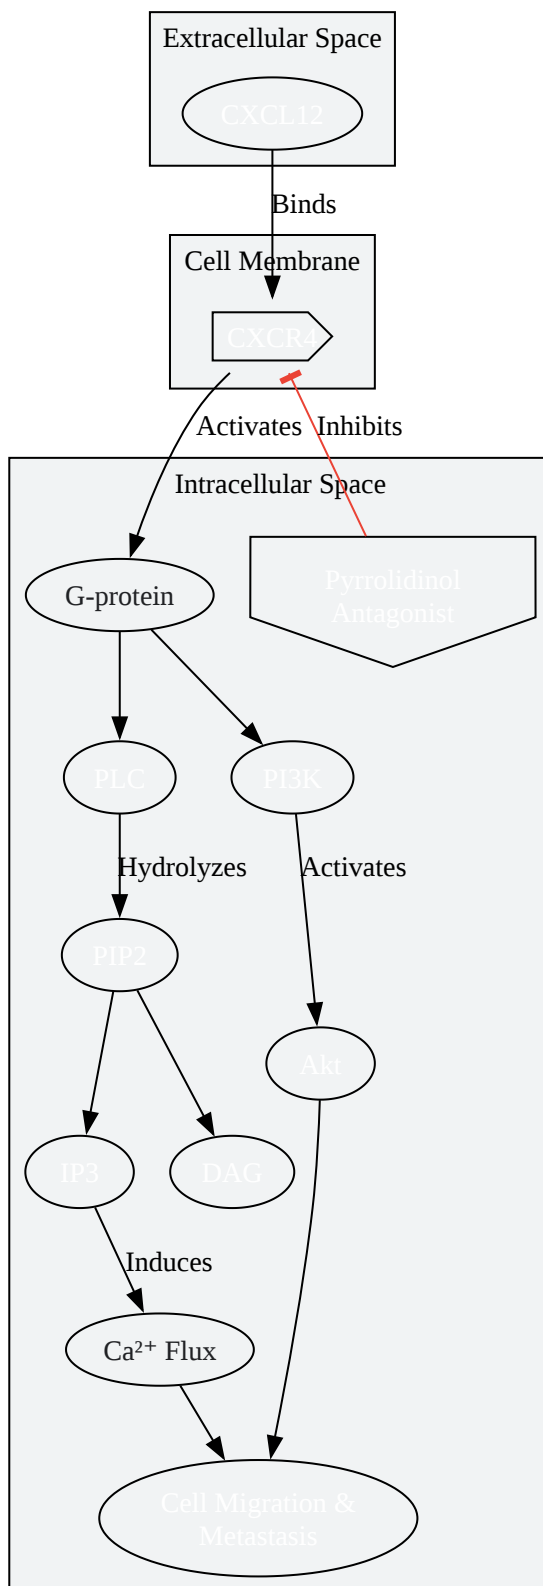 Extracellular Space
CXCL12
Binds
Cell Membrane
CXCR4
Activates
Inhibits
Intracellular Space
G-protein
Pyrrolidinol
Antagonist
PLC
PI3K
Hydrolyzes
Activates
PIP2
Akt
IP3
DAG
Induces
Ca²⁺ Flux
Cell Migration &
Metastasis